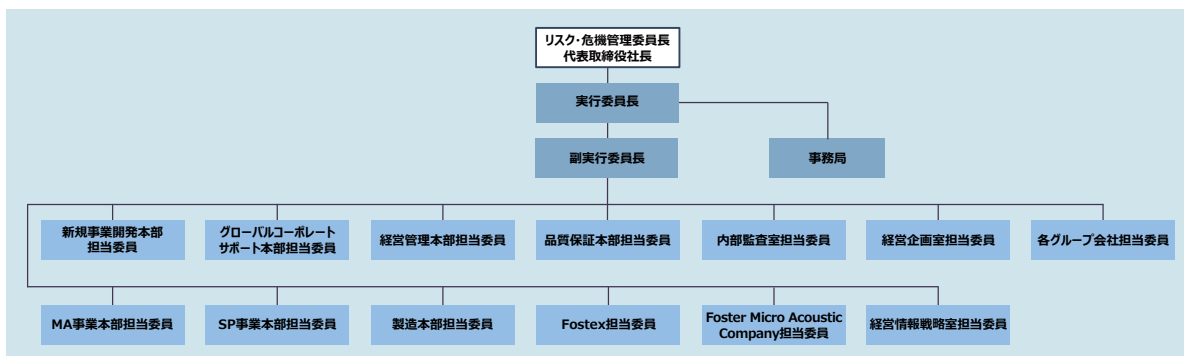 リスク・危機管理委員長
代表取締役社長
実行委員長
副実行委員長
事務局
新規事業開発本部
担当委員
グローバルコーポレート
サポート本部担当委員
経営管理本部担当委員
品質保証本部担当委員
内部監査室担当委員
経営企画室担当委員
各グループ会社担当委員
MA事業本部担当委員
SP事業本部担当委員
製造本部担当委員
Fostex担当委員
Foster Micro Acoustic
Company担当委員
経営情報戦略室担当委員